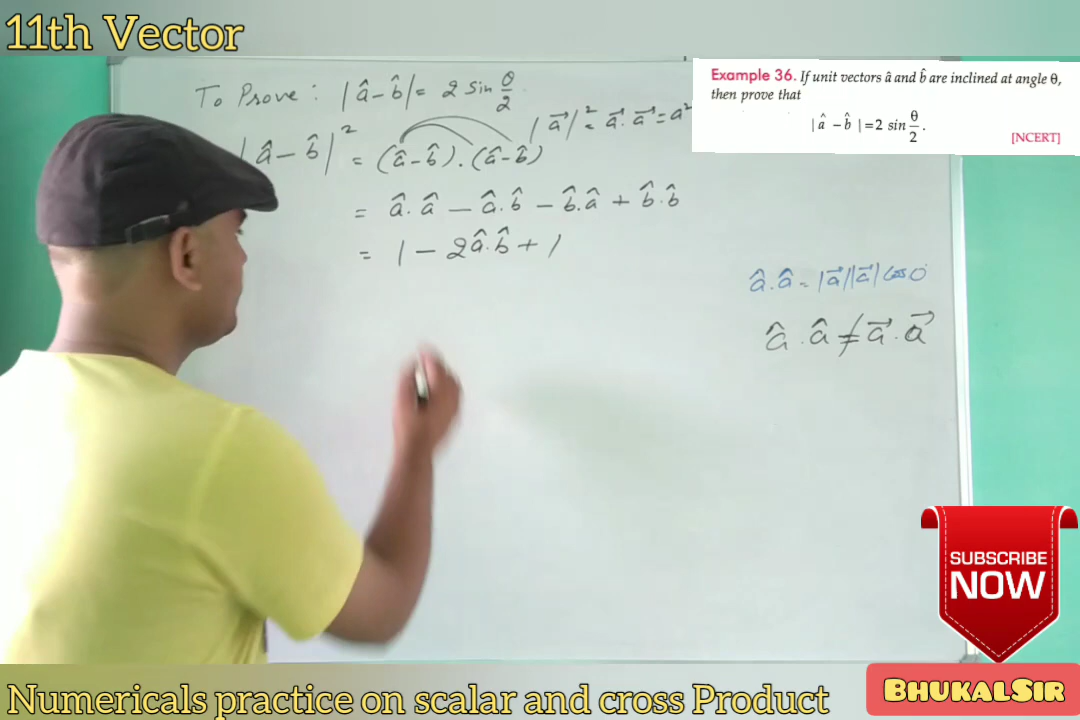 11th Vector
To Prove : |â - b̂| = 2 sin θ/2
|a⃗|² = a⃗.a⃗ = a²
|â - b̂|² = (â - b̂).(â - b̂)
= â.â - â.b̂ - b̂.â + b̂.b̂
= 1 - 2â.b̂ + 1
Example 36. If unit vectors â and b̂ are inclined at angle θ,
then prove that
|â - b̂| = 2 sin θ/2.
[NCERT]
â.â = |a⃗||a⃗| cos 0°
â.â ≠ a⃗.a⃗
SUBSCRIBE
NOW
Numericals practice on scalar and cross Product
BHUKALSIR